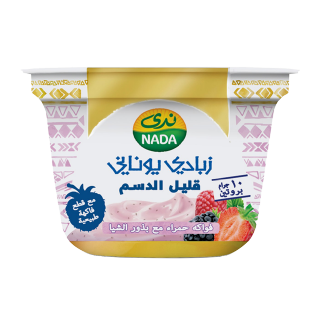 ندى
NADA
زبادي يوناني
قليل الدسم
١٠ جرام
بروتين
مع قطع
فاكهة
طبيعية
فواكه حمراء مع بذور الشيا